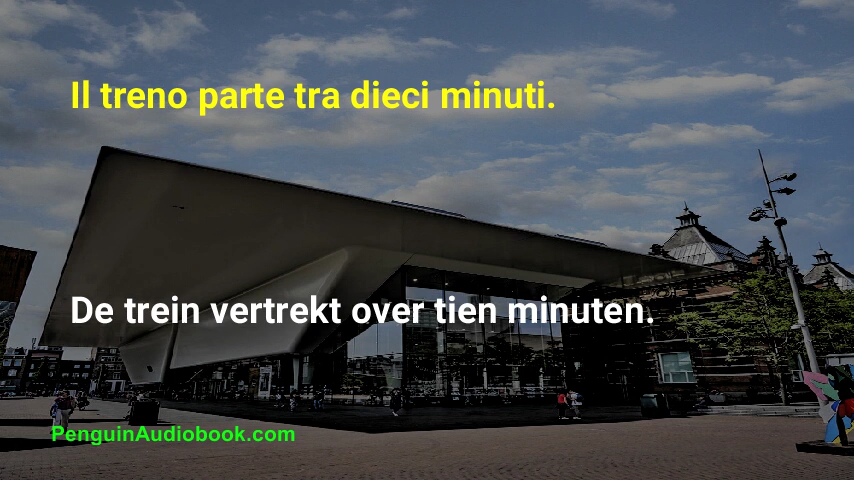 Il treno parte tra dieci minuti.
De trein vertrekt over tien minuten.
PenguinAudiobook.com